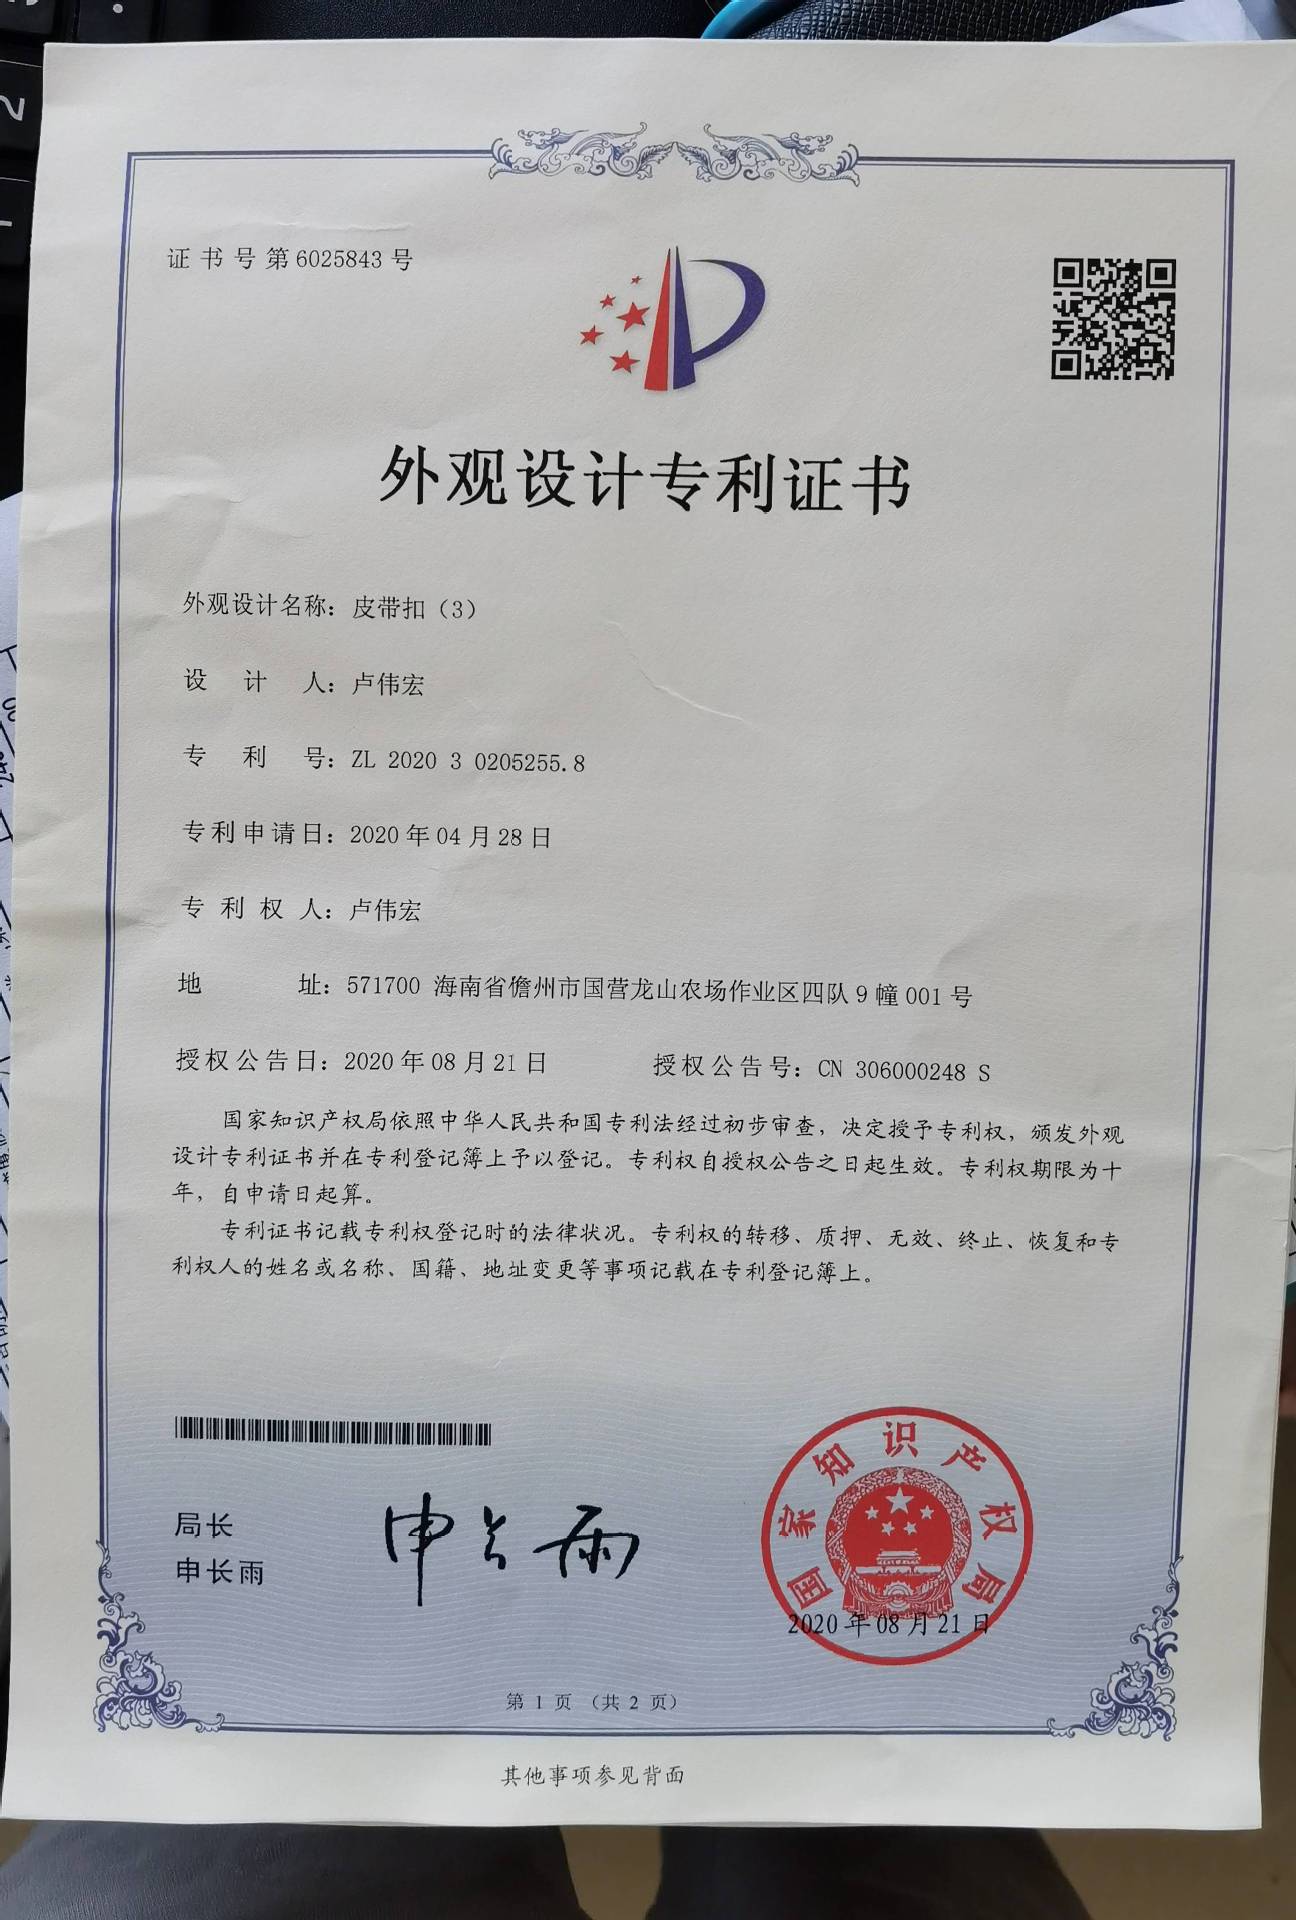 证书号第6025843号
外观设计专利证书
外观设计名称：皮带扣（3）
设计人：卢伟宏
专利号：ZL 2020 3 0205255.8
专利申请日：2020年04月28日
专利权人：卢伟宏
地址：571700 海南省儋州市国营龙山农场作业区四队9幢001号
授权公告日：2020年08月21日 授权公告号：CN 306000248 S
国家知识产权局依照中华人民共和国专利法经过初步审查，决定授予专利权，颁发外观
设计专利证书并在专利登记簿上予以登记。专利权自授权公告之日起生效。专利权期限为十
年，自申请日起算。
专利证书记载专利权登记时的法律状况。专利权的转移、质押、无效、终止、恢复和专
利权人的姓名或名称、国籍、地址变更等事项记载在专利登记簿上。
局长
申长雨
申长雨
国家知识产权局
2020年08月21日
第 1 页 （共 2 页）
其他事项参见背面